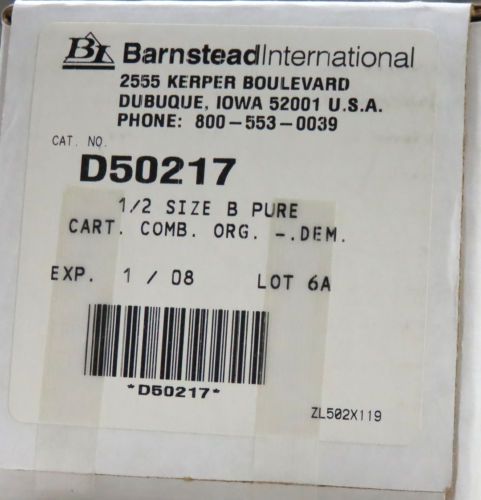 BI BarnsteadInternational
2555 KERPER BOULEVARD
DUBUQUE, IOWA 52001 U.S.A.
PHONE: 800-553-0039
CAT. NO.
D50217
1/2 SIZE B PURE
CART. COMB. ORG. -.DEM.
EXP. 1 / 08 LOT 6A
*D50217*
ZL502X119